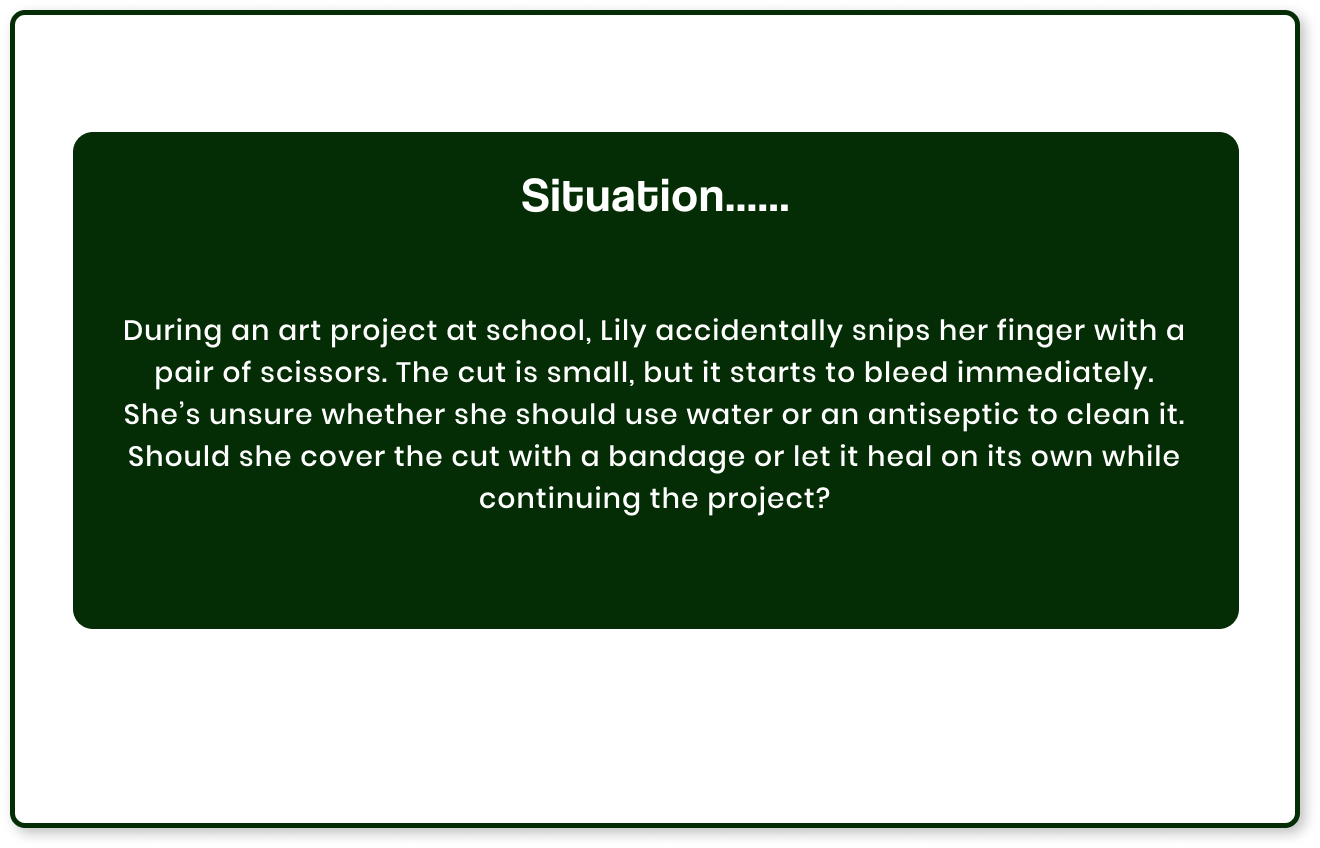 Situation......
During an art project at school, Lily accidentally snips her finger with a
pair of scissors. The cut is small, but it starts to bleed immediately.
She’s unsure whether she should use water or an antiseptic to clean it.
Should she cover the cut with a bandage or let it heal on its own while
continuing the project?